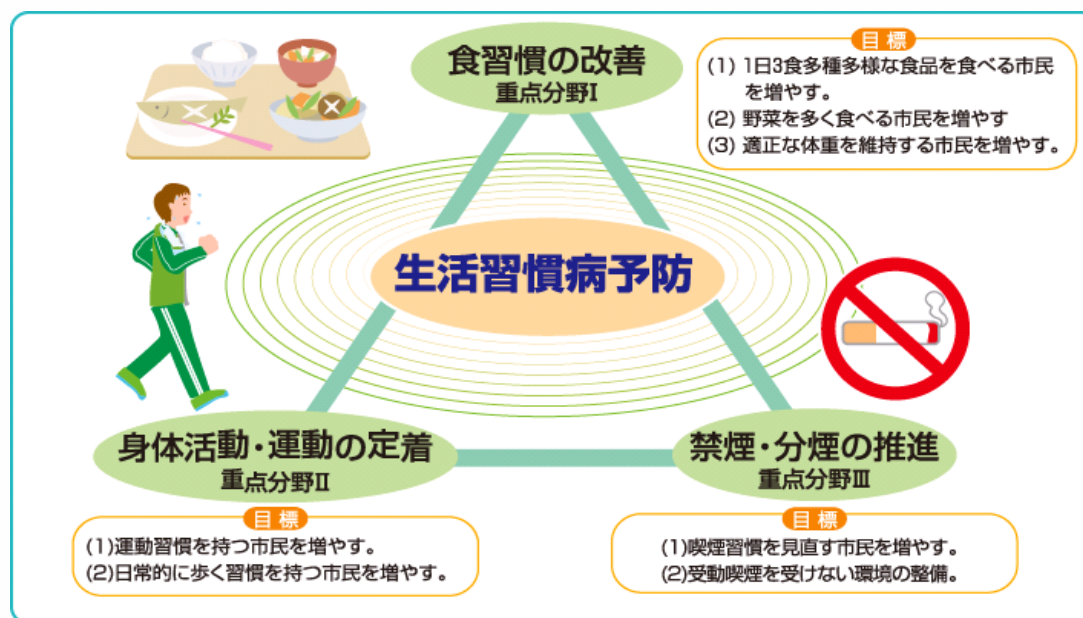 食習慣の改善
重点分野Ⅰ
目標
(1) 1日3食多種多様な食品を食べる市民
を増やす。
(2) 野菜を多く食べる市民を増やす
(3) 適正な体重を維持する市民を増やす。
生活習慣病予防
身体活動・運動の定着
重点分野Ⅱ
目標
(1)運動習慣を持つ市民を増やす。
(2)日常的に歩く習慣を持つ市民を増やす。
禁煙・分煙の推進
重点分野Ⅲ
目標
(1)喫煙習慣を見直す市民を増やす。
(2)受動喫煙を受けない環境の整備。